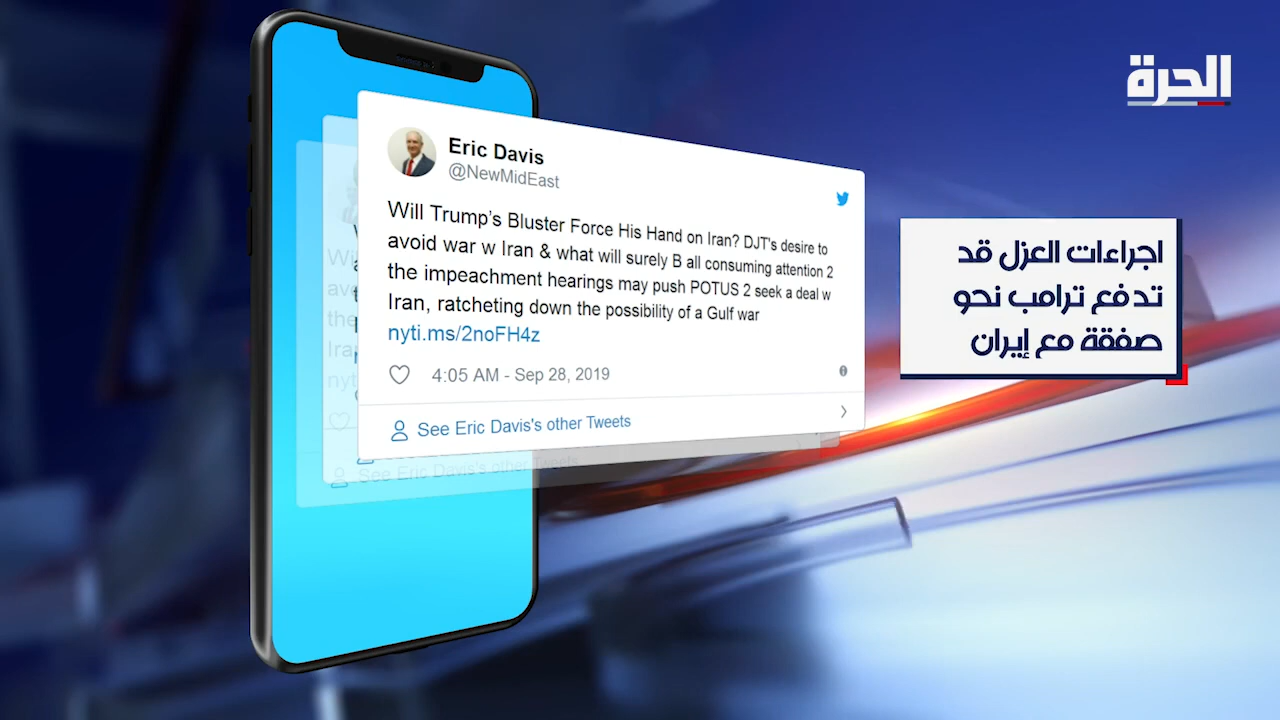 الحرة
Eric Davis
@NewMidEast
Will Trump's Bluster Force His Hand on Iran? DJT's desire to
avoid war w Iran & what will surely B all consuming attention 2
the impeachment hearings may push POTUS 2 seek a deal w
Iran, ratcheting down the possibility of a Gulf war
nyti.ms/2noFH4z
4:05 AM - Sep 28, 2019
See Eric Davis's other Tweets
اجراءات العزل قد
تدفع ترامب نحو
صفقة مع إيران